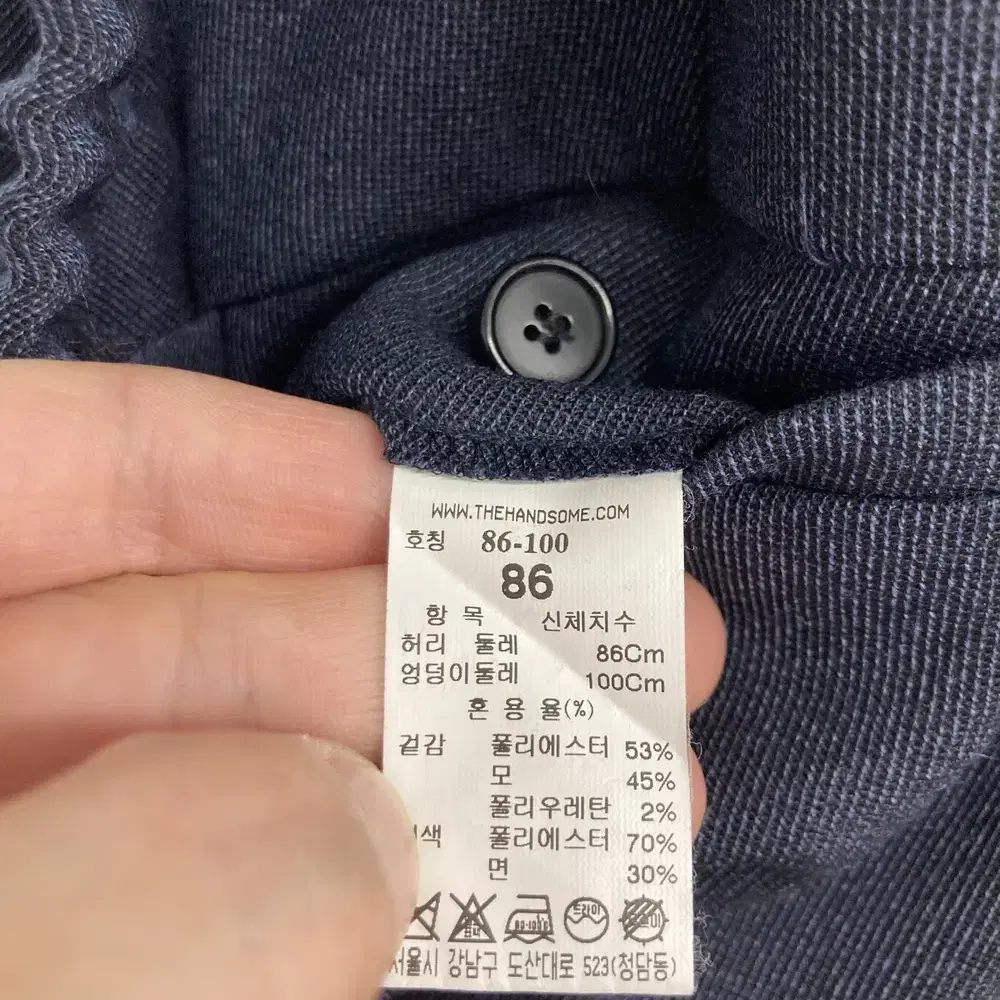 WWW.THEHANDSOME.COM
호칭 86-100
86
항 목 신체치수
허리 둘레 86Cm
엉덩이둘레 100Cm
혼 용 율(%)
겉감 폴리에스터 53%
모 45%
폴리우레탄 2%
폴리에스터 70%
면 30%
80-120℃ 드라이
서울시 강남구 도산대로 523(청담동)